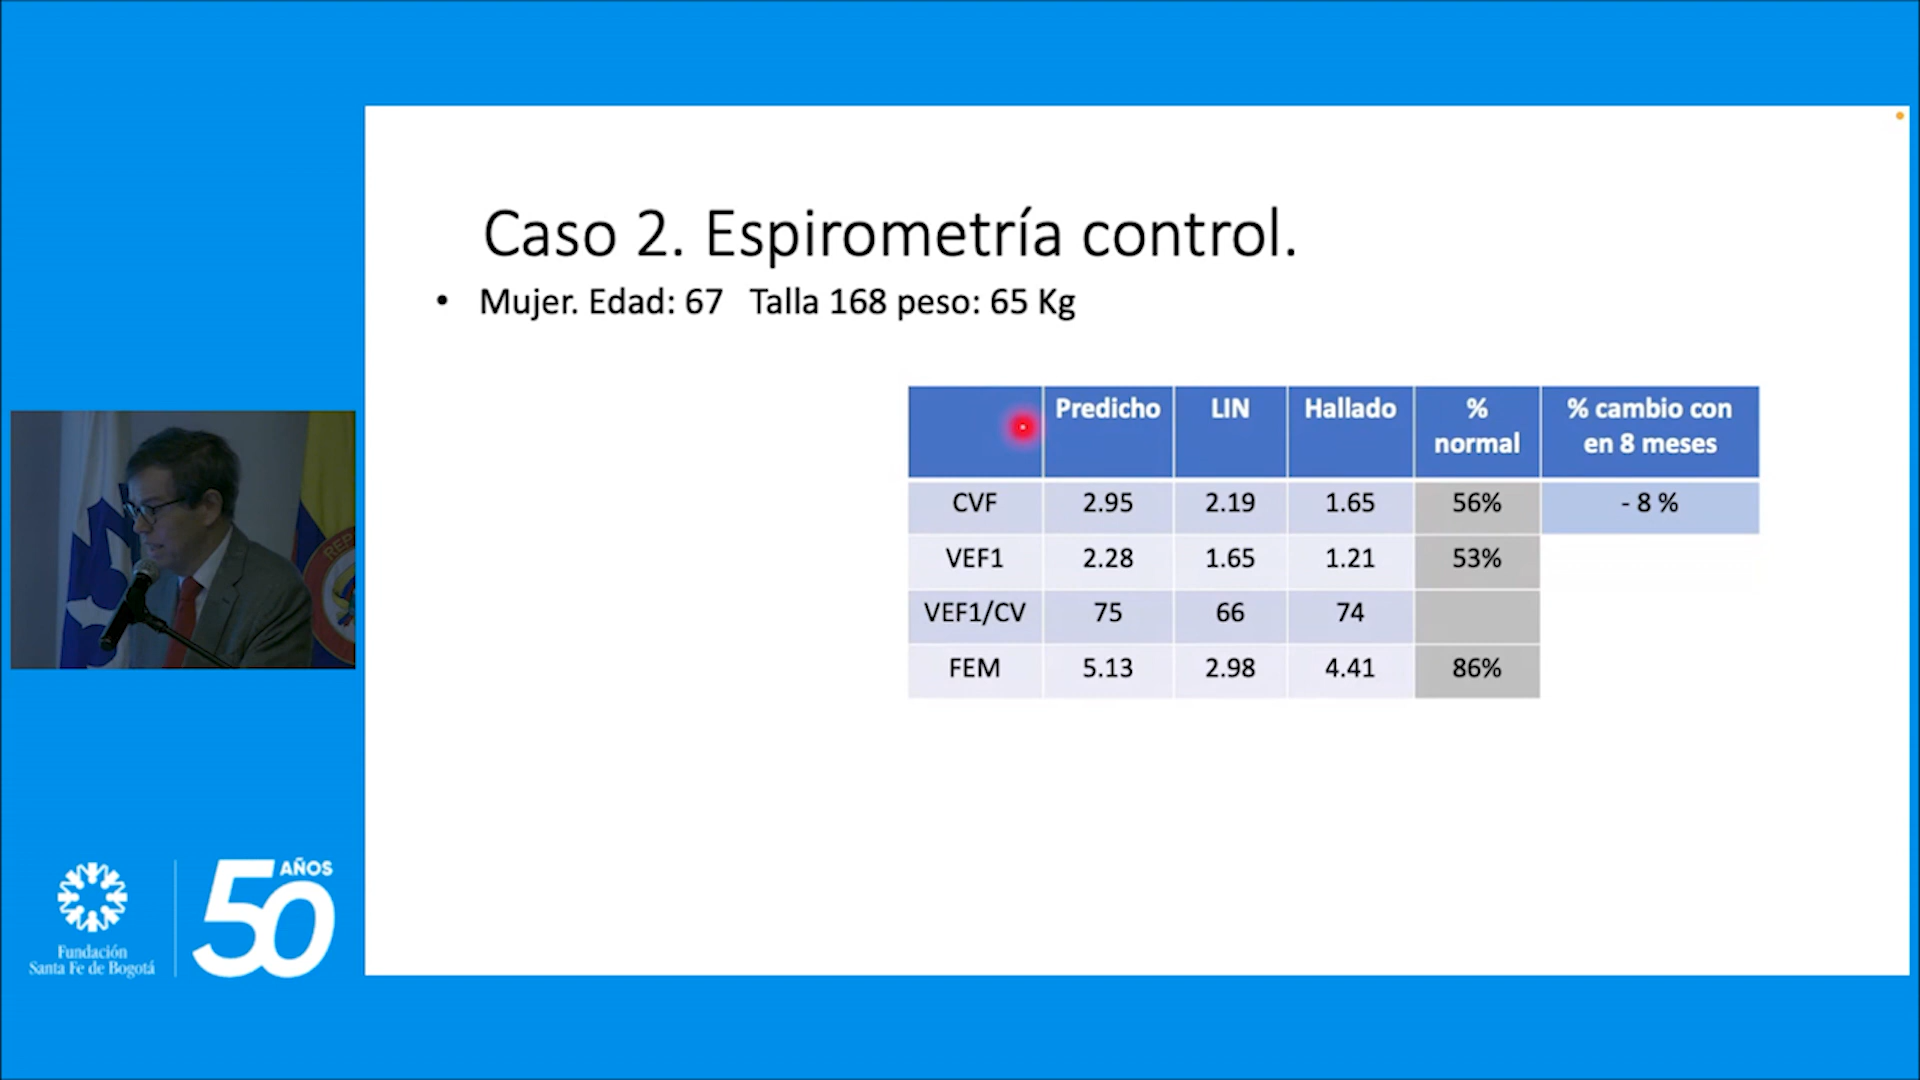 Caso 2. Espirometría control.
• Mujer. Edad: 67 Talla 168 peso: 65 Kg
Predicho LIN Hallado % normal % cambio con en 8 meses
CVF 2.95 2.19 1.65 56% - 8 %
VEF1 2.28 1.65 1.21 53%
VEF1/CV 75 66 74
FEM 5.13 2.98 4.41 86%
REP
Fundación
Santa Fe de Bogotá
50 AÑOS